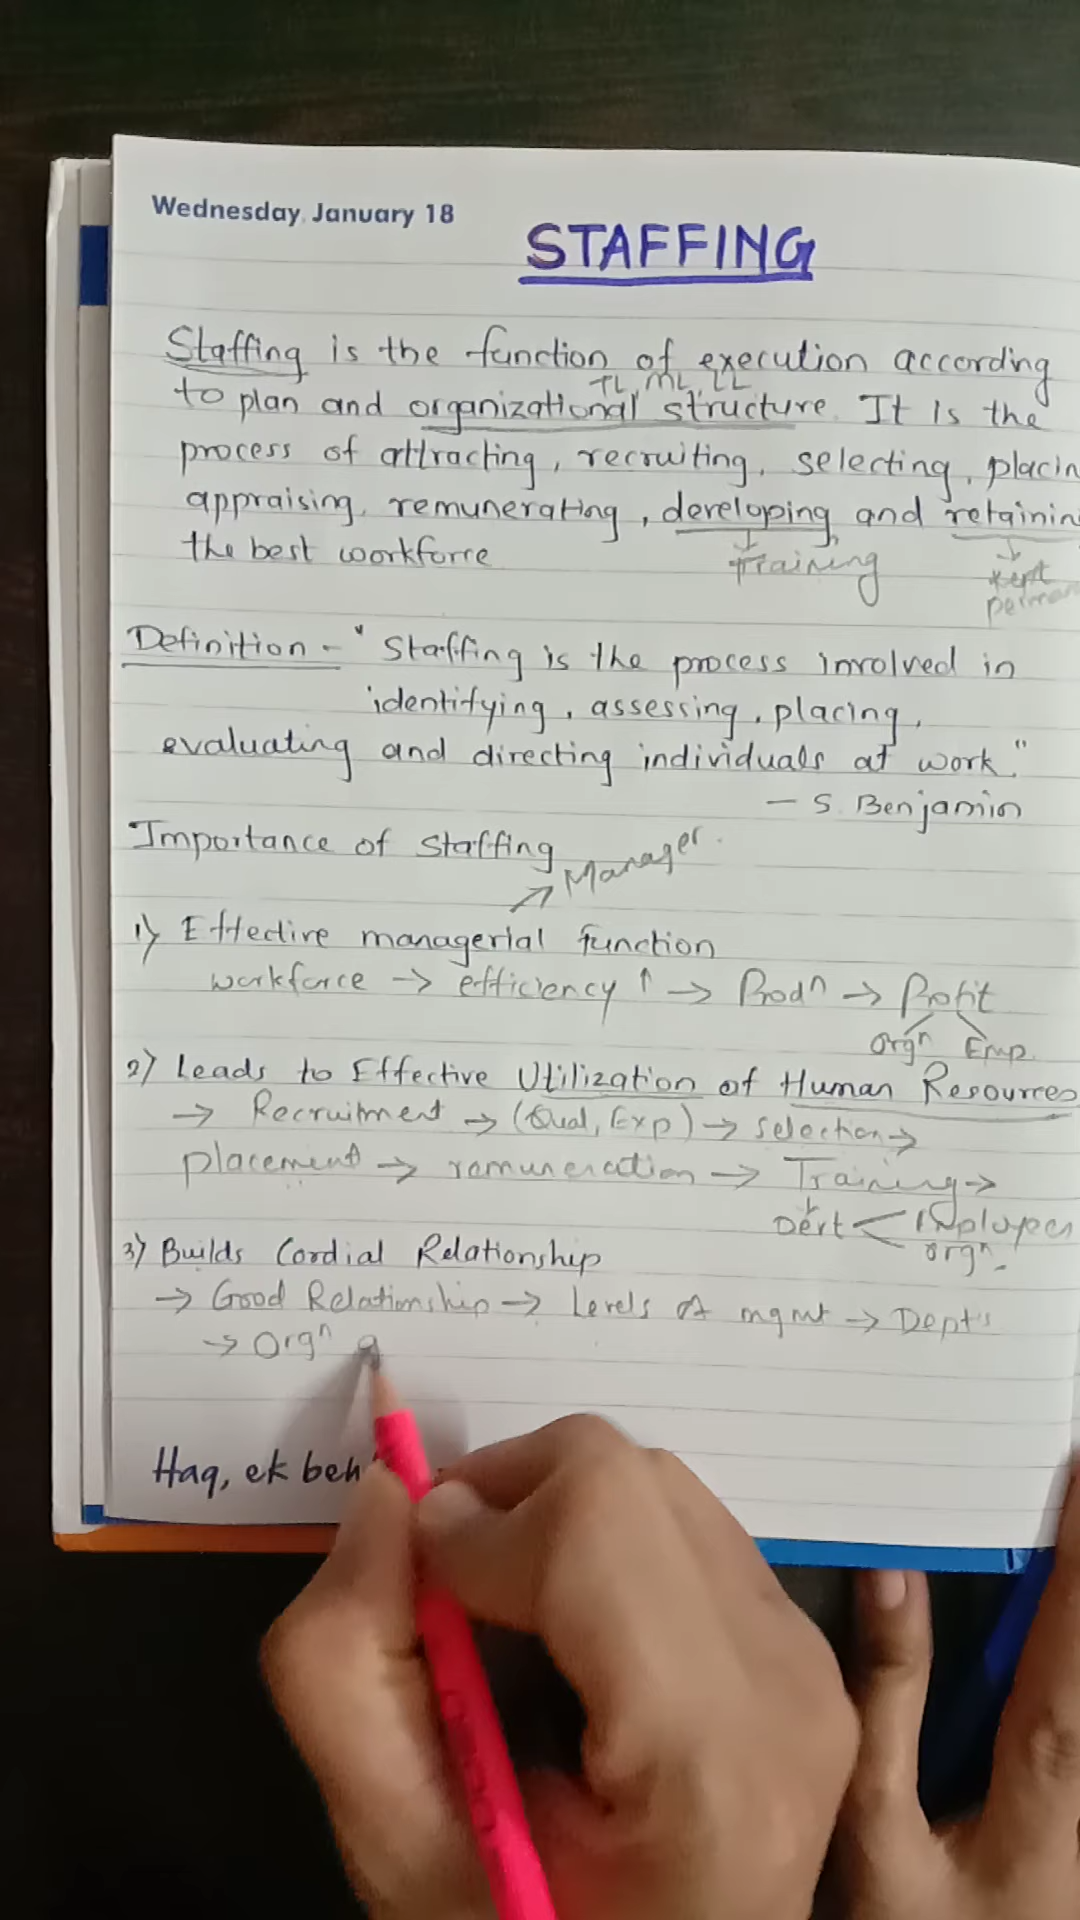 Wednesday, January 18
STAFFING
Staffing is the function of execution according
TL, ML, LL
to plan and organizational structure. It is the
process of attracting, recruiting, selecting, placin
appraising, remunerating, developing and retainin
the best workforce
Training
Kept
perman
Definition - "Staffing is the process involved in
identifying, assessing, placing,
evaluating and directing individuals at work."
- S. Benjamin
Importance of Staffing
Manager.
1) Effective managerial function
workforce → efficiency ↑ → Prodⁿ → Profit
Orgⁿ Emp.
2) Leads to Effective Utilization of Human Resources
→ Recruitment → (Qual, Exp) → selection →
placement → remuneration → Training →
Devt < Employees
orgⁿ.
3) Builds Cordial Relationship
→ Good Relationship → Levels of mgmt → Dept's
→ Orgⁿ g
Haq, ek beh